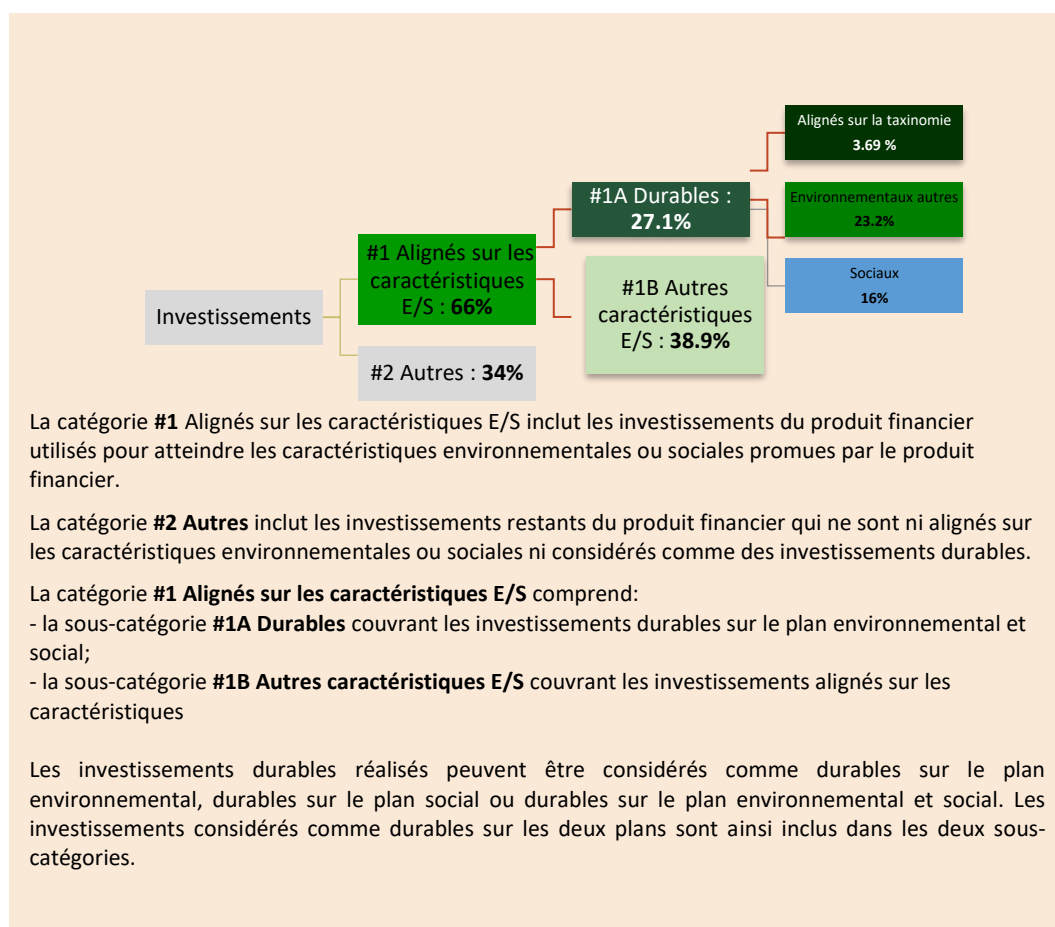 Alignés sur la taxinomie
3.69 %
#1A Durables :
27.1%
Environnementaux autres
23.2%
#1 Alignés sur les
caractéristiques
E/S : 66%
Sociaux
16%
#1B Autres
caractéristiques
E/S : 38.9%
Investissements
#2 Autres : 34%
La catégorie #1 Alignés sur les caractéristiques E/S inclut les investissements du produit financier
utilisés pour atteindre les caractéristiques environnementales ou sociales promues par le produit
financier.
La catégorie #2 Autres inclut les investissements restants du produit financier qui ne sont ni alignés sur
les caractéristiques environnementales ou sociales ni considérés comme des investissements durables.
La catégorie #1 Alignés sur les caractéristiques E/S comprend:
- la sous-catégorie #1A Durables couvrant les investissements durables sur le plan environnemental et
social;
- la sous-catégorie #1B Autres caractéristiques E/S couvrant les investissements alignés sur les
caractéristiques
Les investissements durables réalisés peuvent être considérés comme durables sur le plan
environnemental, durables sur le plan social ou durables sur le plan environnemental et social. Les
investissements considérés comme durables sur les deux plans sont ainsi inclus dans les deux sous-
catégories.